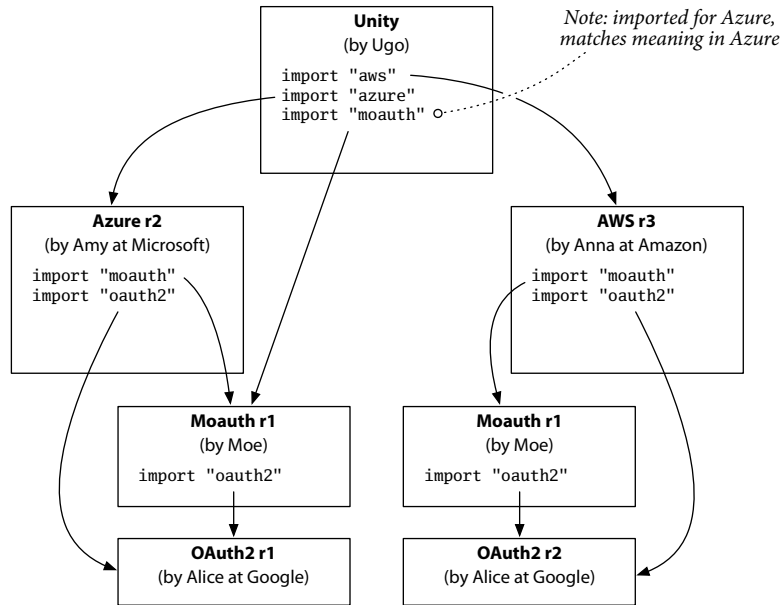 Unity
(by Ugo)
import "aws"
import "azure"
import "moauth"
Note: imported for Azure,
matches meaning in Azure
Azure r2
(by Amy at Microsoft)
import "moauth"
import "oauth2"
AWS r3
(by Anna at Amazon)
import "moauth"
import "oauth2"
Moauth r1
(by Moe)
import "oauth2"
Moauth r1
(by Moe)
import "oauth2"
OAuth2 r1
(by Alice at Google)
OAuth2 r2
(by Alice at Google)